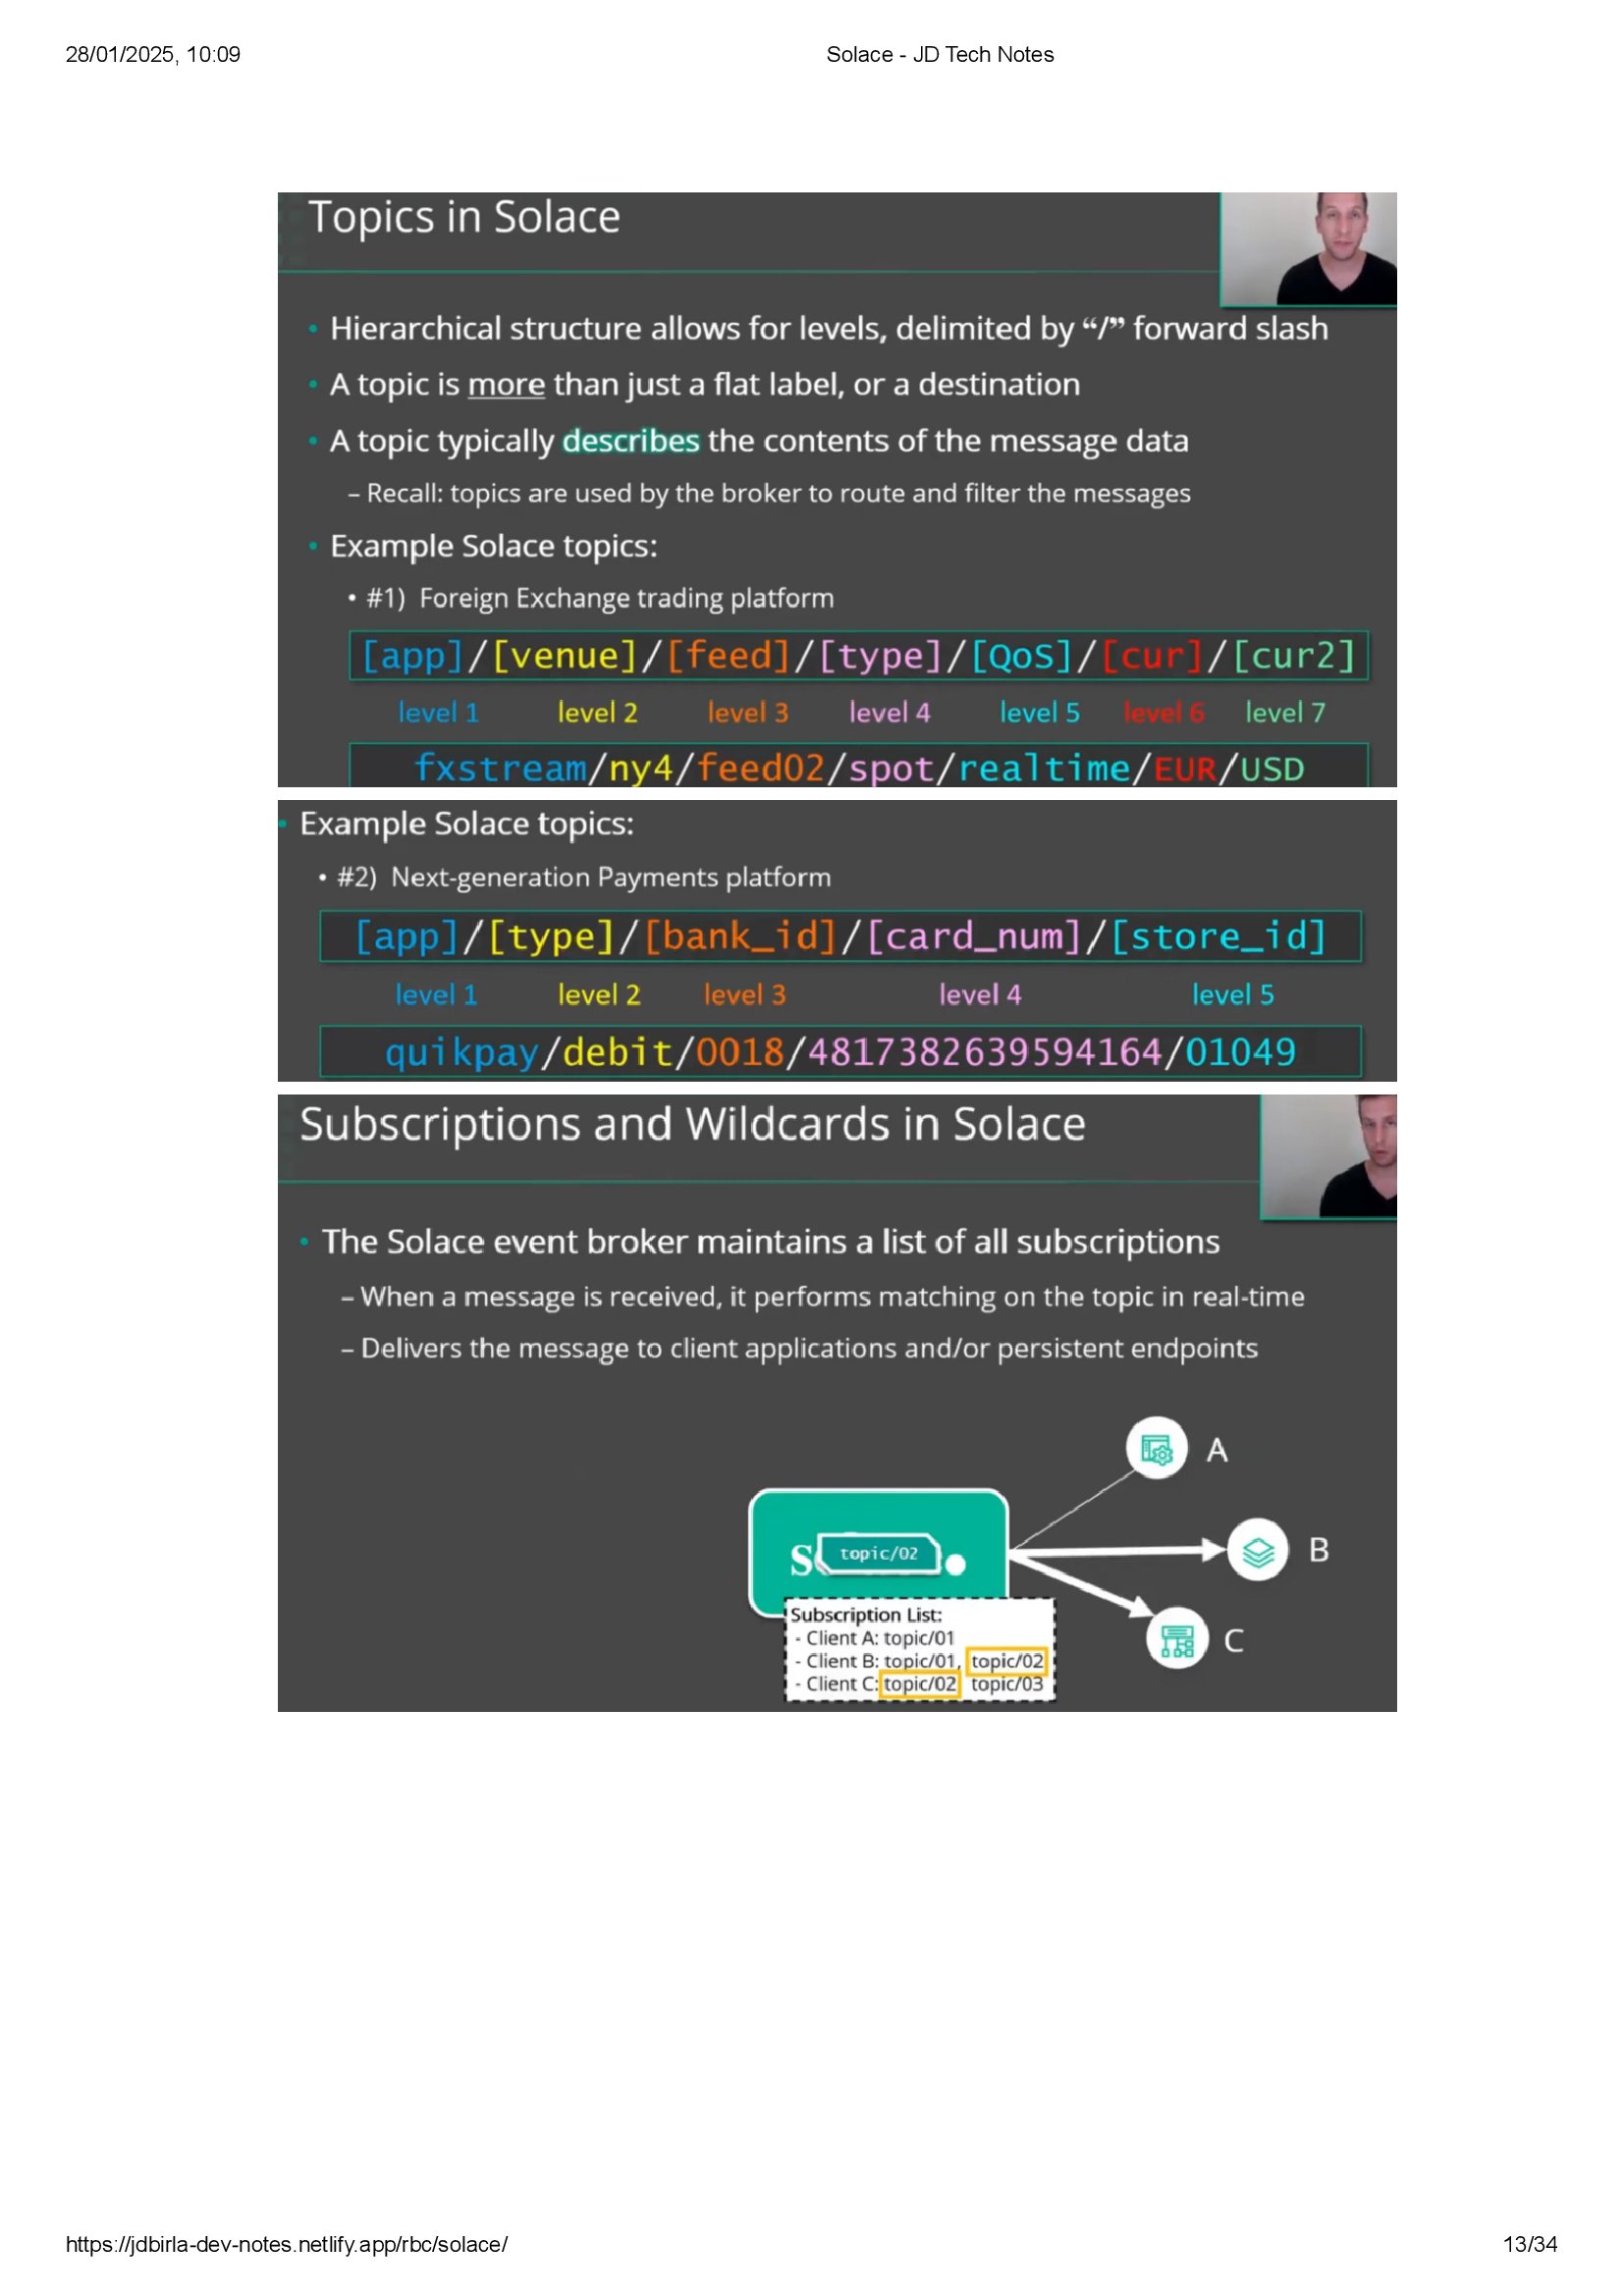 28/01/2025, 10:09 Solace - JD Tech Notes
Topics in Solace
• Hierarchical structure allows for levels, delimited by “/” forward slash
• A topic is more than just a flat label, or a destination
• A topic typically describes the contents of the message data
– Recall: topics are used by the broker to route and filter the messages
• Example Solace topics:
• #1) Foreign Exchange trading platform
[app]/[venue]/[feed]/[type]/[QoS]/[cur]/[cur2]
level 1 level 2 level 3 level 4 level 5 level 6 level 7
fxstream/ny4/feed02/spot/realtime/EUR/USD
• Example Solace topics:
• #2) Next-generation Payments platform
[app]/[type]/[bank_id]/[card_num]/[store_id]
level 1 level 2 level 3 level 4 level 5
quikpay/debit/0018/4817382639594164/01049
Subscriptions and Wildcards in Solace
• The Solace event broker maintains a list of all subscriptions
– When a message is received, it performs matching on the topic in real-time
– Delivers the message to client applications and/or persistent endpoints
A
B
C
topic/02
Subscription List:
- Client A: topic/01
- Client B: topic/01, topic/02
- Client C: topic/02 topic/03
https://jdbirla-dev-notes.netlify.app/rbc/solace/ 13/34